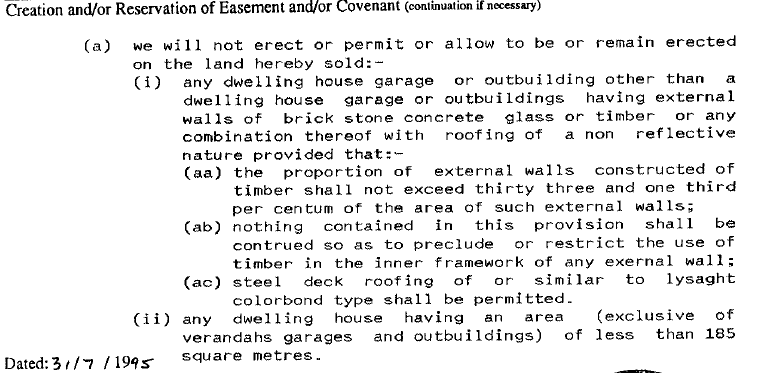 Creation and/or Reservation of Easement and/or Covenant (continuation if necessary)
(a) we will not erect or permit or allow to be or remain erected
on the land hereby sold:-
(i) any dwelling house garage or outbuilding other than a
dwelling house garage or outbuildings having external
walls of brick stone concrete glass or timber or any
combination thereof with roofing of a non reflective
nature provided that:-
(aa) the proportion of external walls constructed of
timber shall not exceed thirty three and one third
per centum of the area of such external walls;
(ab) nothing contained in this provision shall be
contrued so as to preclude or restrict the use of
timber in the inner framework of any exernal wall;
(ac) steel deck roofing of or similar to lysaght
colorbond type shall be permitted.
(ii) any dwelling house having an area (exclusive of
verandahs garages and outbuildings) of less than 185
square metres.
Dated: 31/7/1995